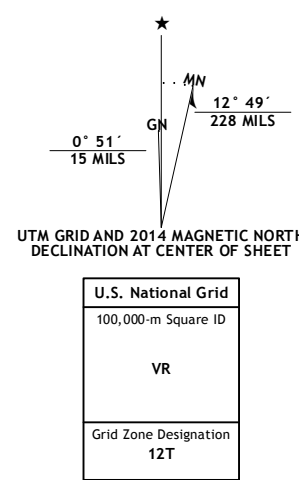 MN
12° 49´
228 MILS
GN
0° 51´
15 MILS
UTM GRID AND 2014 MAGNETIC NORTH
DECLINATION AT CENTER OF SHEET
U.S. National Grid
100,000-m Square ID
VR
Grid Zone Designation
12T